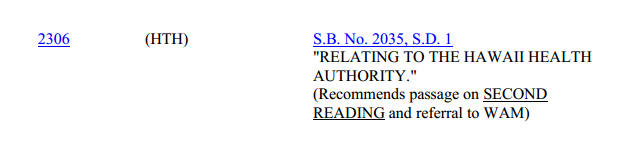 2306 (HTH) S.B. No. 2035, S.D. 1
"RELATING TO THE HAWAII HEALTH
AUTHORITY."
(Recommends passage on SECOND
READING and referral to WAM)